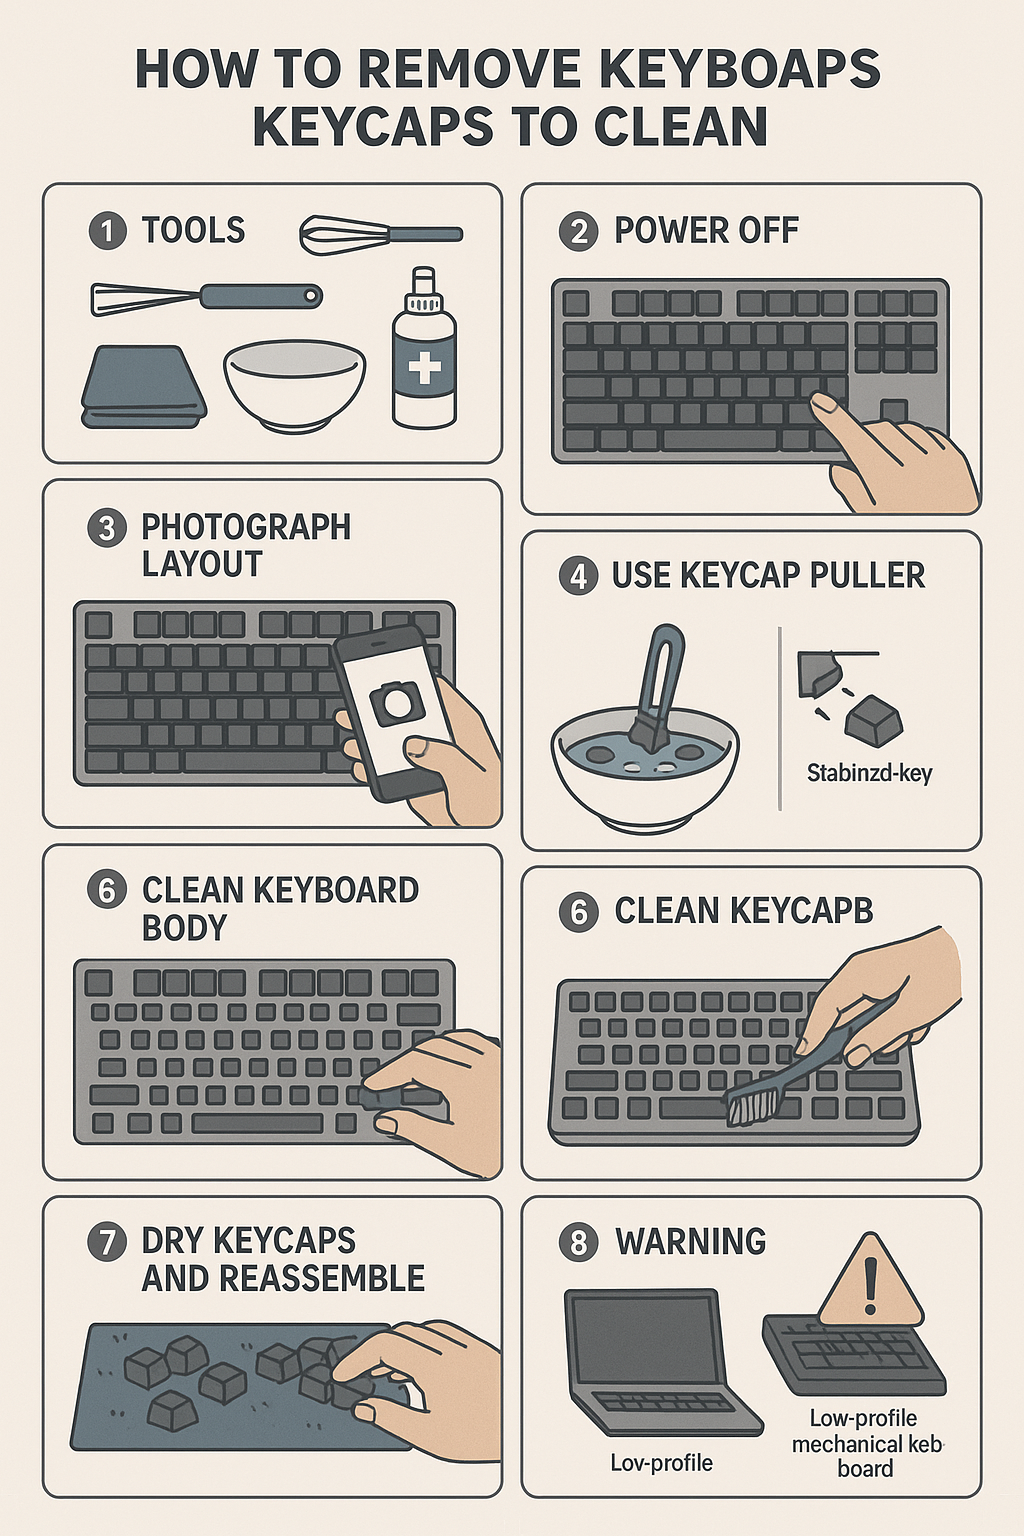 HOW TO REMOVE KEYBOAPS
KEYCAPS TO CLEAN
1 TOOLS
2 POWER OFF
3 PHOTOGRAPH
LAYOUT
4 USE KEYCAP PULLER
Stabinzd-key
6 CLEAN KEYBOARD
BODY
6 CLEAN KEYCAPB
7 DRY KEYCAPS
AND REASSEMBLE
8 WARNING
Lov-profile
Low-profile
mechanical keb
board